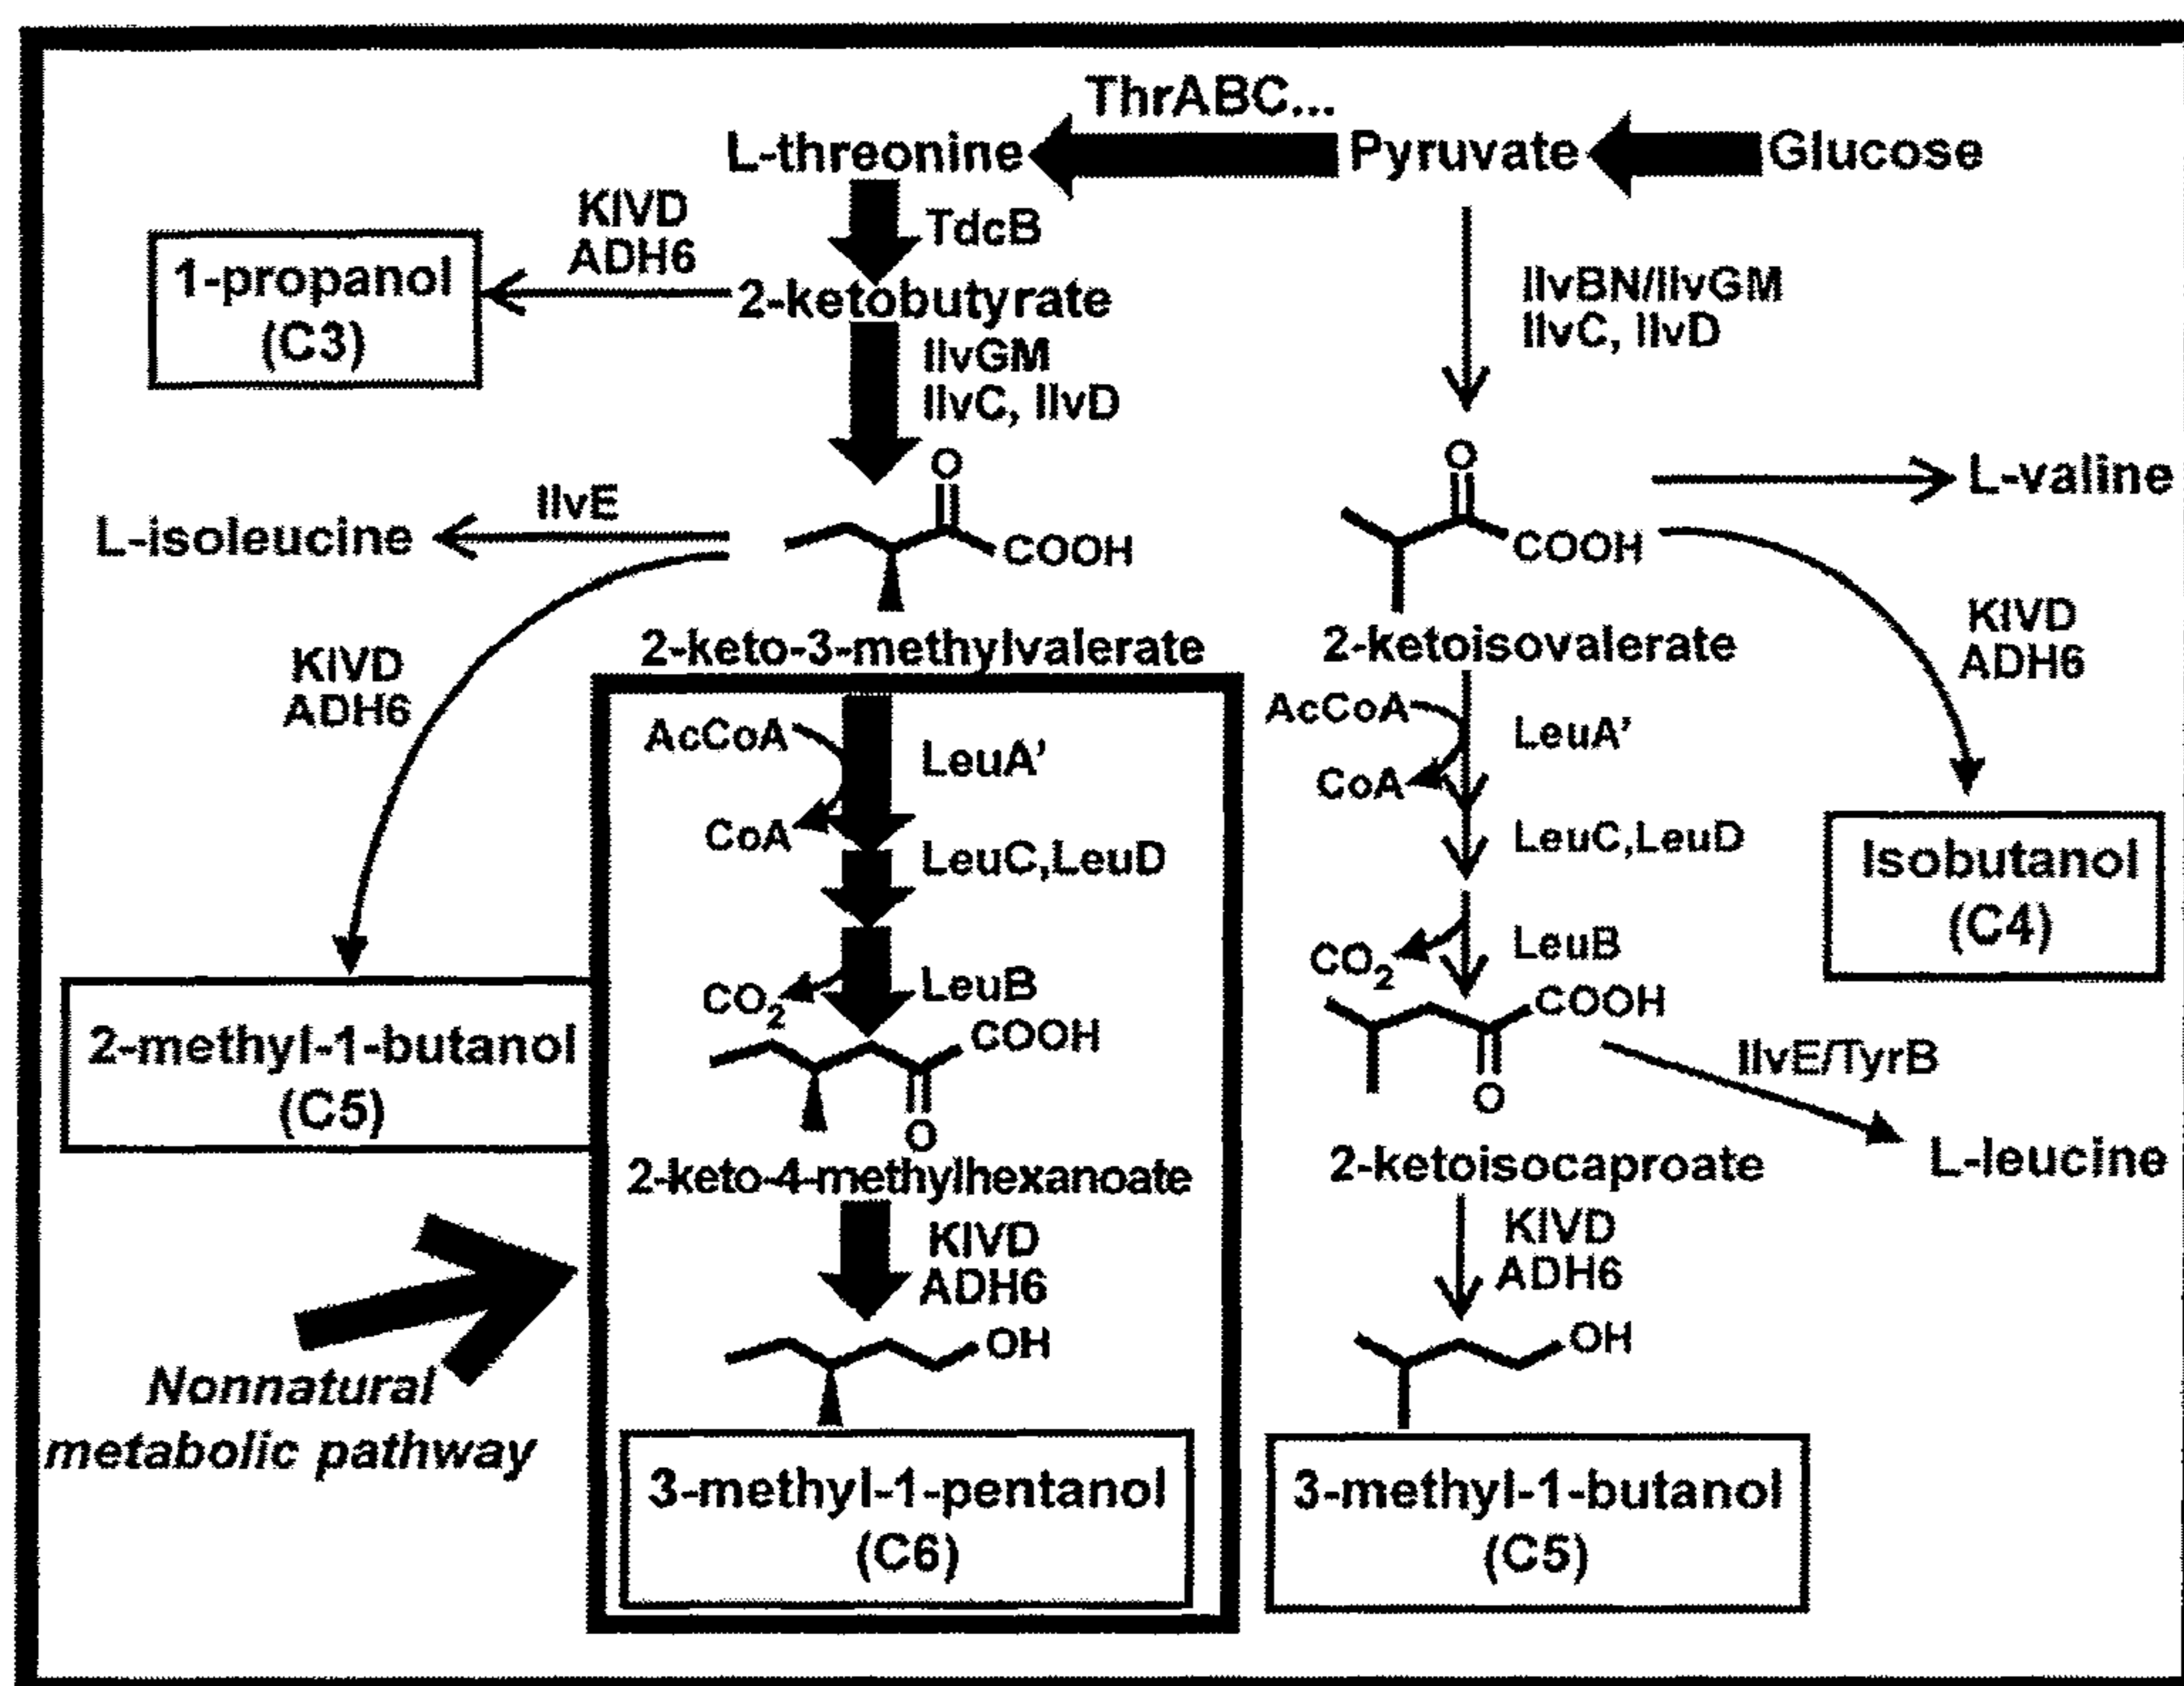 ThrABC...
L-threonine
Pyruvate
Glucose
KIVD
ADH6
TdcB
1-propanol
(C3)
2-ketobutyrate
IlvBN/IlvGM
IlvC, IlvD
IlvGM
IlvC, IlvD
O
O
L-isoleucine
IlvE
COOH
COOH
L-valine
2-keto-3-methylvalerate
2-ketoisovalerate
KIVD
ADH6
KIVD
ADH6
AcCoA
LeuA'
CoA
LeuC,LeuD
CO2
LeuB
COOH
O
AcCoA
LeuA'
CoA
LeuC,LeuD
CO2
LeuB
COOH
O
Isobutanol
(C4)
2-methyl-1-butanol
(C5)
IlvE/TyrB
L-leucine
2-keto-4-methylhexanoate
2-ketoisocaproate
KIVD
ADH6
KIVD
ADH6
OH
OH
Nonnatural
metabolic pathway
3-methyl-1-pentanol
(C6)
3-methyl-1-butanol
(C5)